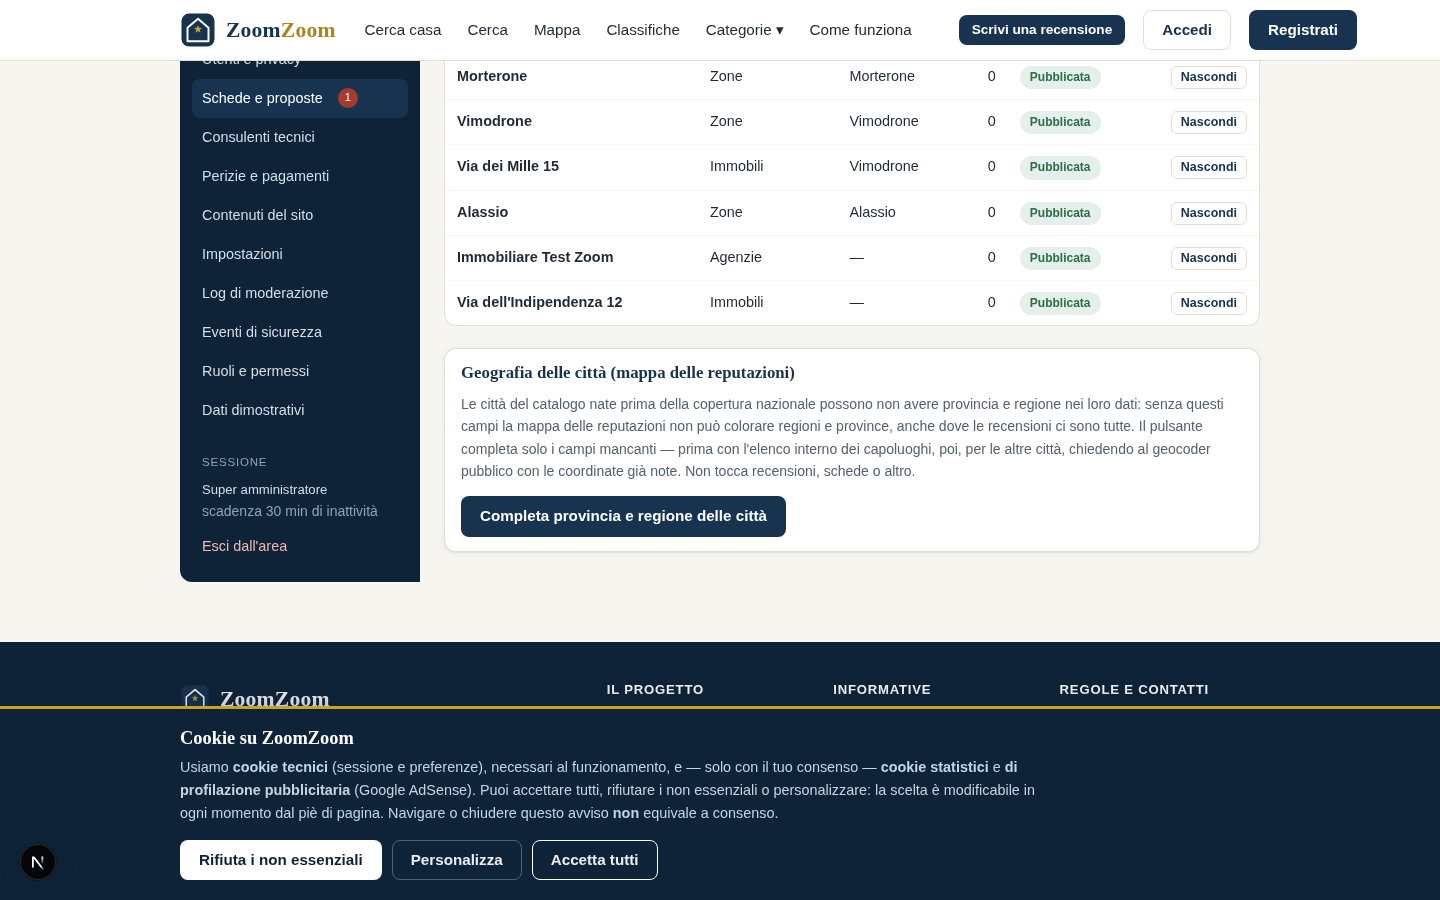 ZoomZoom
Cerca casa
Cerca
Mappa
Classifiche
Categorie ▾
Come funziona
Scrivi una recensione
Accedi
Registrati
Utenti e privacy
Schede e proposte 1
Consulenti tecnici
Perizie e pagamenti
Contenuti del sito
Impostazioni
Log di moderazione
Eventi di sicurezza
Ruoli e permessi
Dati dimostrativi
SESSIONE
Super amministratore
scadenza 30 min di inattività
Esci dall'area
Morterone Zone Morterone 0 Pubblicata Nascondi
Vimodrone Zone Vimodrone 0 Pubblicata Nascondi
Via dei Mille 15 Immobili Vimodrone 0 Pubblicata Nascondi
Alassio Zone Alassio 0 Pubblicata Nascondi
Immobiliare Test Zoom Agenzie — 0 Pubblicata Nascondi
Via dell'Indipendenza 12 Immobili — 0 Pubblicata Nascondi
Geografia delle città (mappa delle reputazioni)
Le città del catalogo nate prima della copertura nazionale possono non avere provincia e regione nei loro dati: senza questi
campi la mappa delle reputazioni non può colorare regioni e province, anche dove le recensioni ci sono tutte. Il pulsante
completa solo i campi mancanti — prima con l'elenco interno dei capoluoghi, poi, per le altre città, chiedendo al geocoder
pubblico con le coordinate già note. Non tocca recensioni, schede o altro.
Completa provincia e regione delle città
ZoomZoom
IL PROGETTO
INFORMATIVE
REGOLE E CONTATTI
Cookie su ZoomZoom
Usiamo cookie tecnici (sessione e preferenze), necessari al funzionamento, e — solo con il tuo consenso — cookie statistici e di
profilazione pubblicitaria (Google AdSense). Puoi accettare tutti, rifiutare i non essenziali o personalizzare: la scelta è modificabile in
ogni momento dal piè di pagina. Navigare o chiudere questo avviso non equivale a consenso.
Rifiuta i non essenziali
Personalizza
Accetta tutti